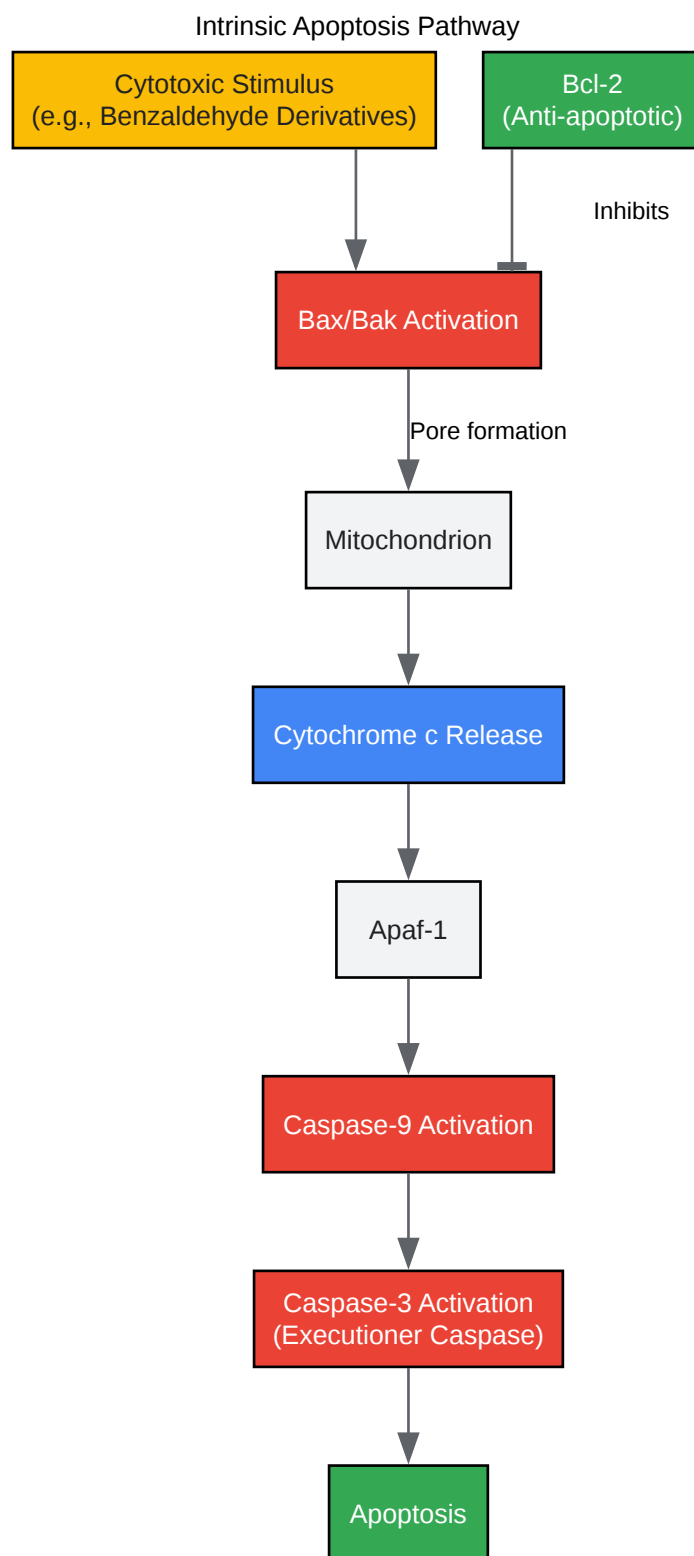 Intrinsic Apoptosis Pathway
Cytotoxic Stimulus
(e.g., Benzaldehyde Derivatives)
Bcl-2
(Anti-apoptotic)
Inhibits
Bax/Bak Activation
Pore formation
Mitochondrion
Cytochrome c Release
Apaf-1
Caspase-9 Activation
Caspase-3 Activation
(Executioner Caspase)
Apoptosis